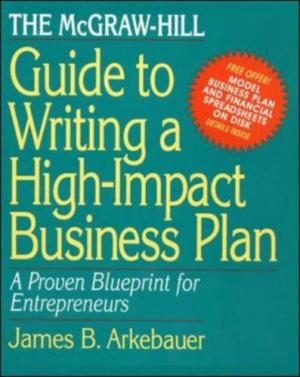 THE McGRAW-HILL
Guide to
Writing a
High-Impact
Business Plan
A Proven Blueprint for
Entrepreneurs
James B. Arkebauer
FREE OFFER!
MODEL
BUSINESS PLAN
AND FINANCIAL
SPREADSHEETS
ON DISK
DETAILS INSIDE